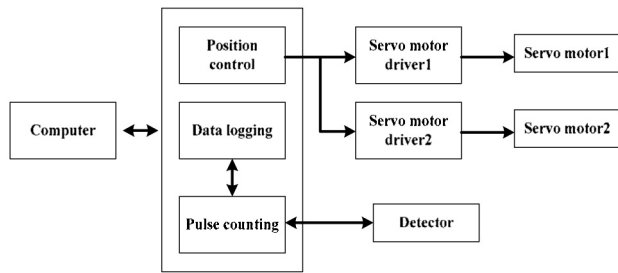 Position
control
Servo motor
driver1
Servo motor1
Computer
Data logging
Servo motor
driver2
Servo motor2
Pulse counting
Detector